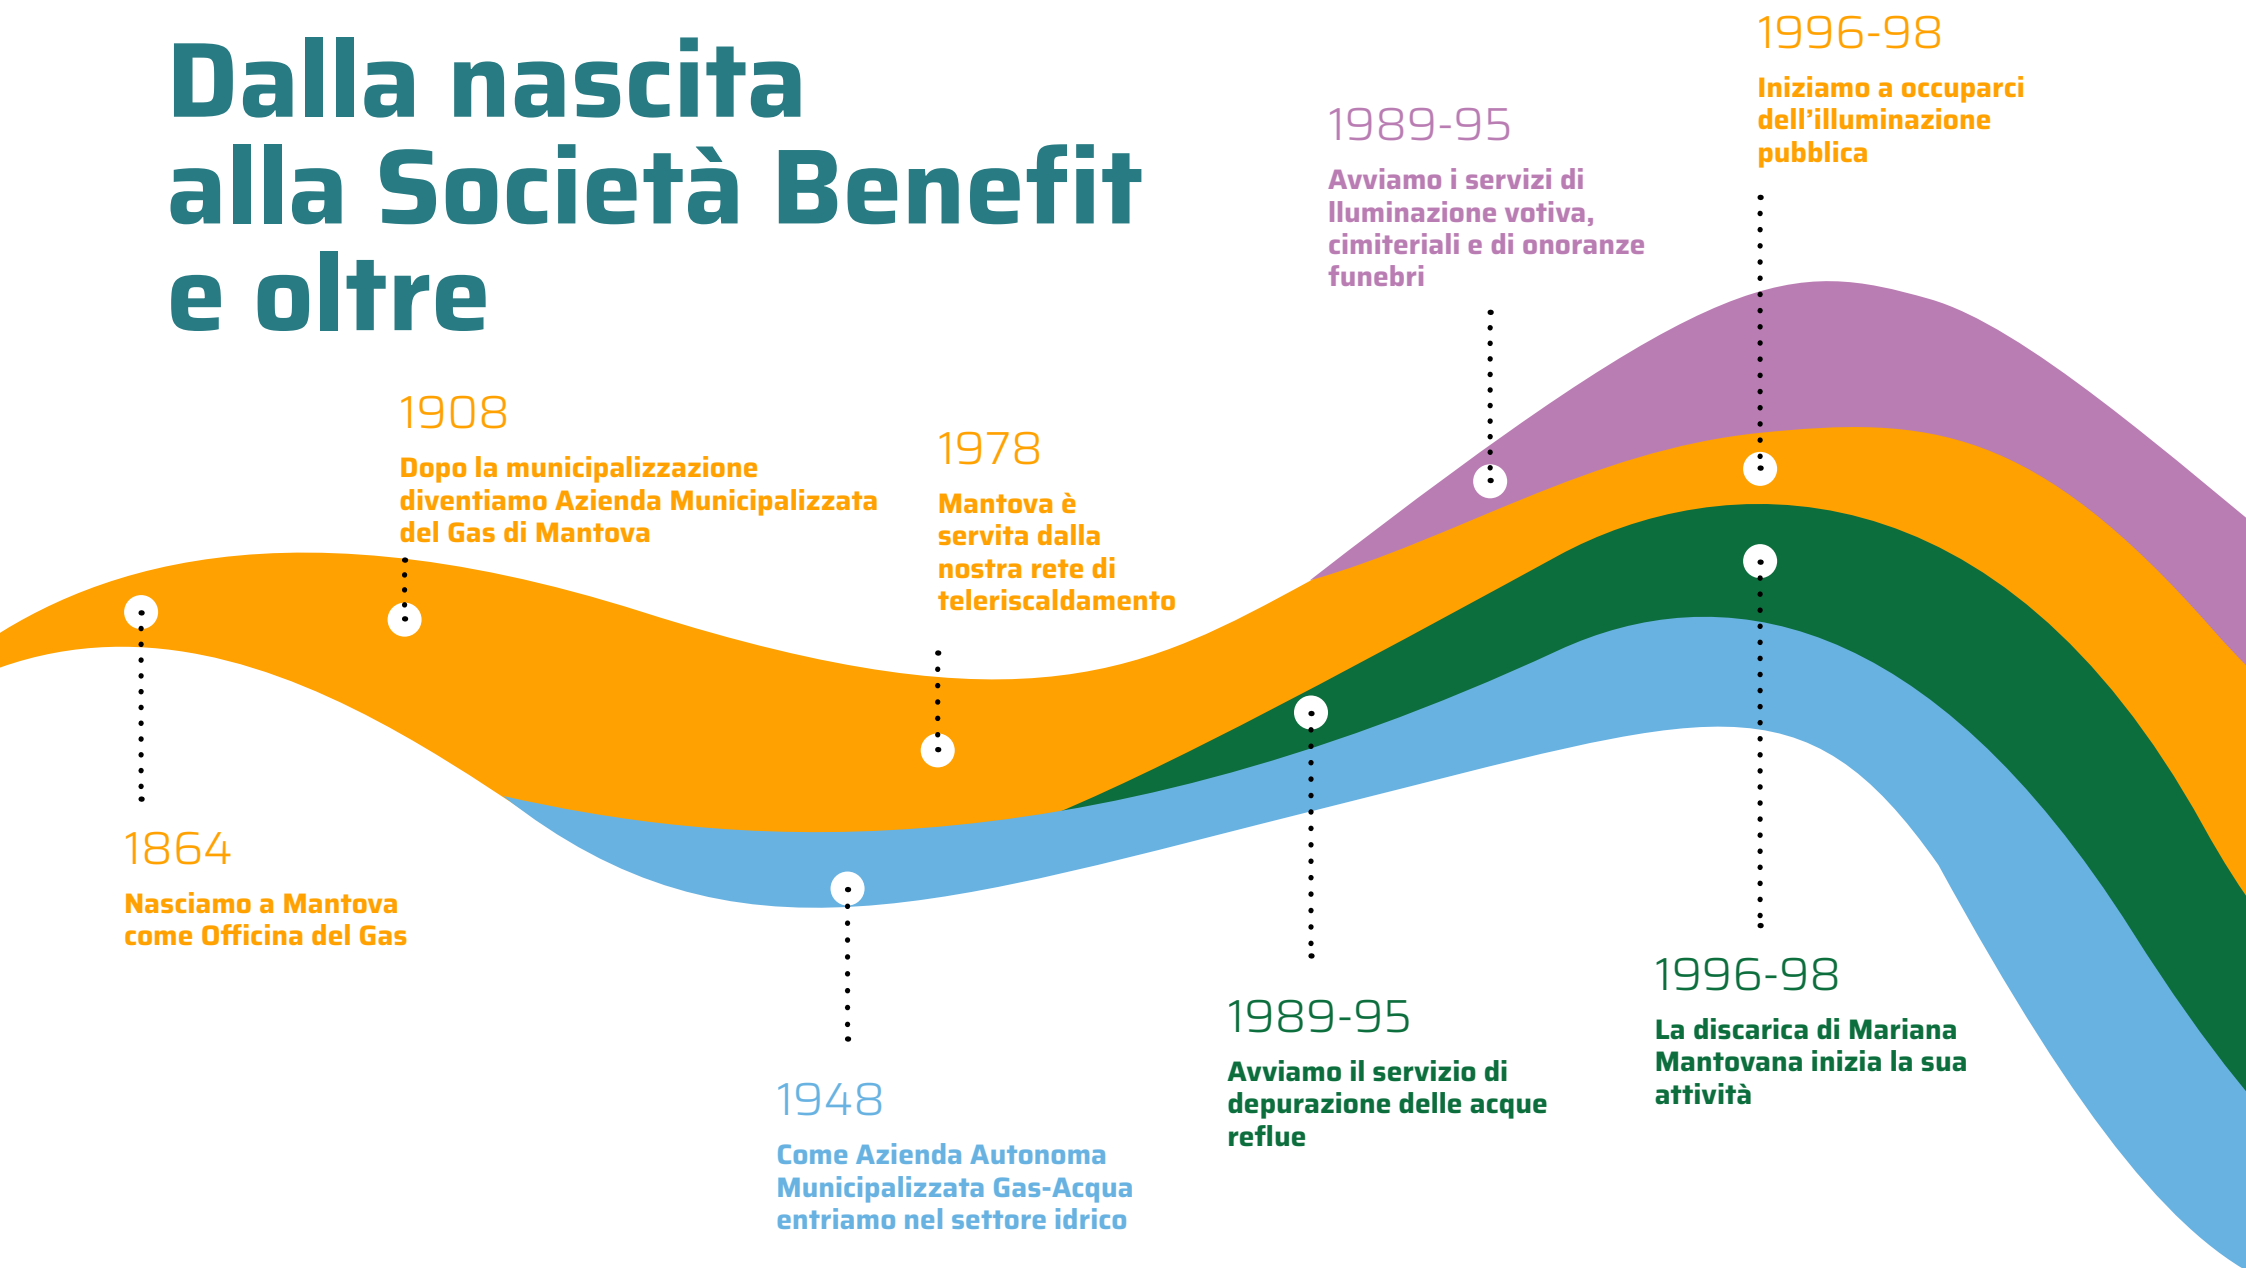 Dalla nascita
alla Società Benefit
e oltre
1864
Nasciamo a Mantova
come Officina del Gas
1908
Dopo la municipalizzazione
diventiamo Azienda Municipalizzata
del Gas di Mantova
1948
Come Azienda Autonoma
Municipalizzata Gas-Acqua
entriamo nel settore idrico
1978
Mantova è
servita dalla
nostra rete di
teleriscaldamento
1989-95
Avviamo i servizi di
lluminazione votiva,
cimiteriali e di onoranze
funebri
1989-95
Avviamo il servizio di
depurazione delle acque
reflue
1996-98
Iniziamo a occuparci
dell’illuminazione
pubblica
1996-98
La discarica di Mariana
Mantovana inizia la sua
attività